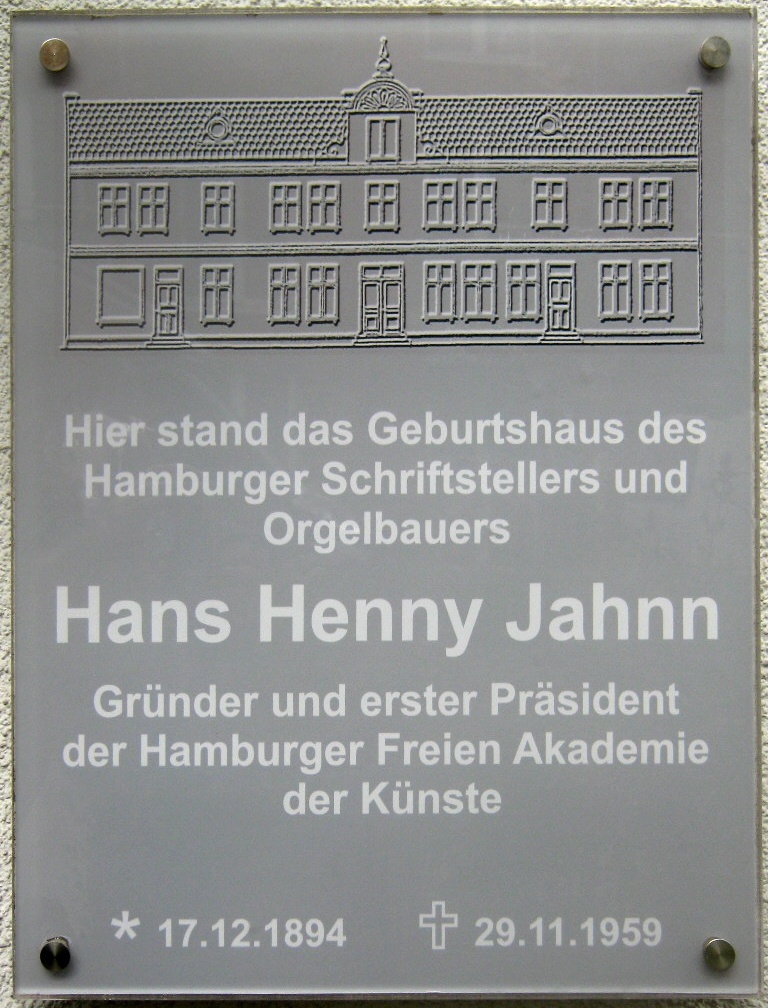 Hier stand das Geburtshaus des
Hamburger Schriftstellers und
Orgelbauers
Hans Henny Jahnn
Gründer und erster Präsident
der Hamburger Freien Akademie
der Künste
* 17.12.1894 ✝ 29.11.1959